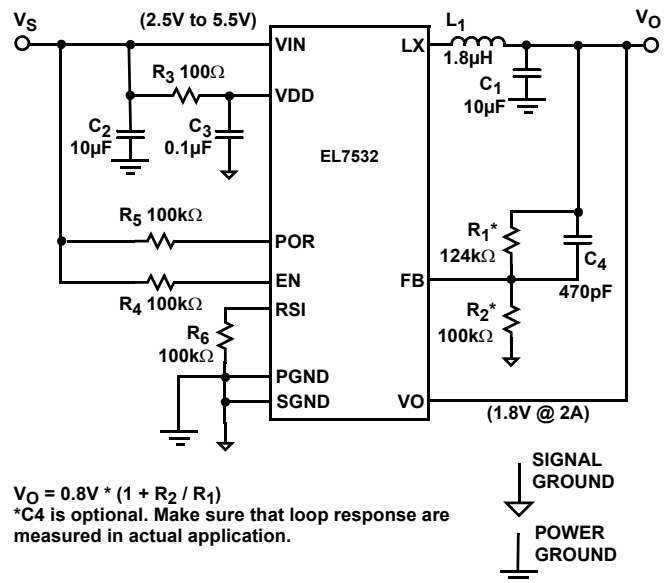 VS (2.5V to 5.5V) L1 VO
VIN LX
1.8µH
R3 100Ω
VDD
C1
10µF
C2
10µF
C3
0.1µF
EL7532
R5 100kΩ
POR
R1*
124kΩ
C4
470pF
EN
FB
R4 100kΩ
RSI
R2*
100kΩ
R6
100kΩ
PGND
SGND
VO
(1.8V @ 2A)
SIGNAL
GROUND
VO = 0.8V * (1 + R2 / R1)
*C4 is optional. Make sure that loop response are
measured in actual application.
POWER
GROUND